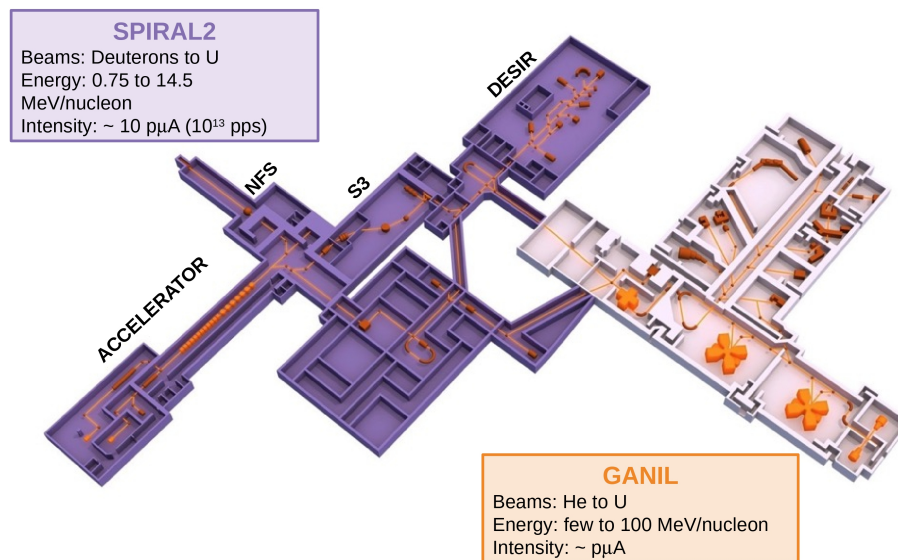 SPIRAL2
Beams: Deuterons to U
Energy: 0.75 to 14.5
MeV/nucleon
Intensity: ~ 10 pμA (10¹³ pps)
DESIR
NFS
S3
ACCELERATOR
GANIL
Beams: He to U
Energy: few to 100 MeV/nucleon
Intensity: ~ pμA